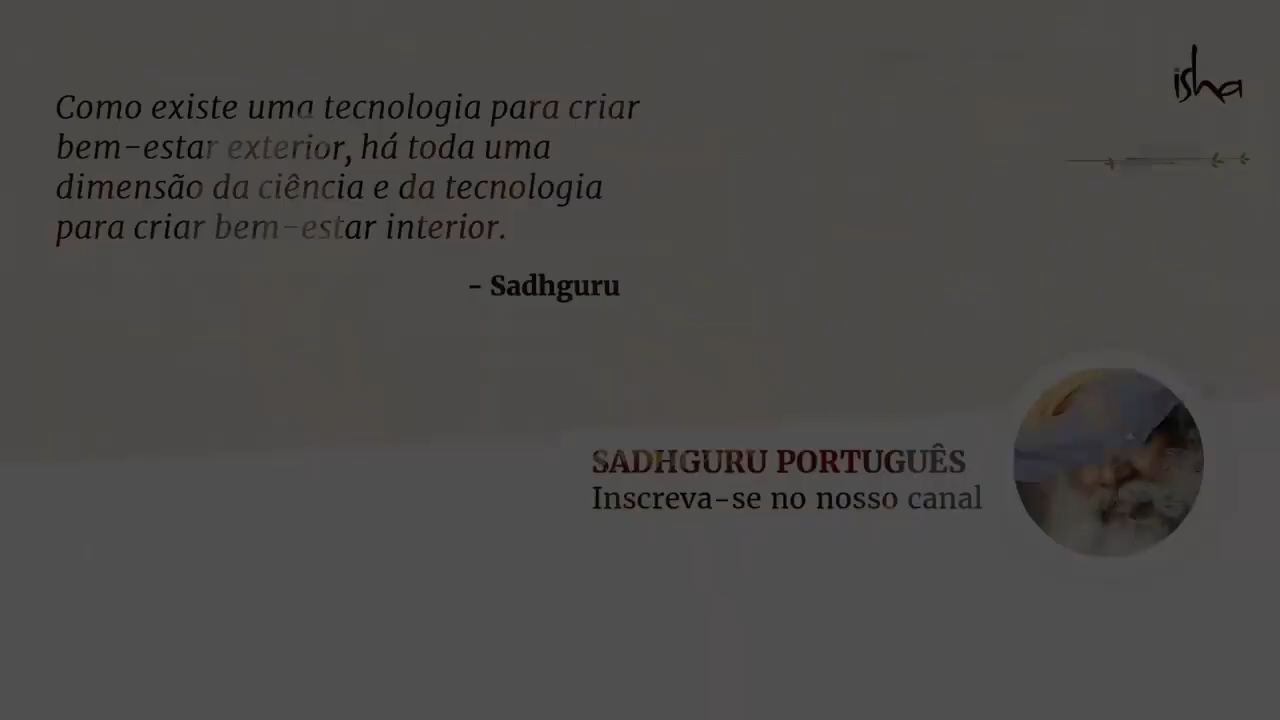 Como existe uma tecnologia para criar
bem-estar exterior, há toda uma
dimensão da ciência e da tecnologia
para criar bem-estar interior.
- Sadhguru
isha
SADHGURU PORTUGUÊS
Inscreva-se no nosso canal